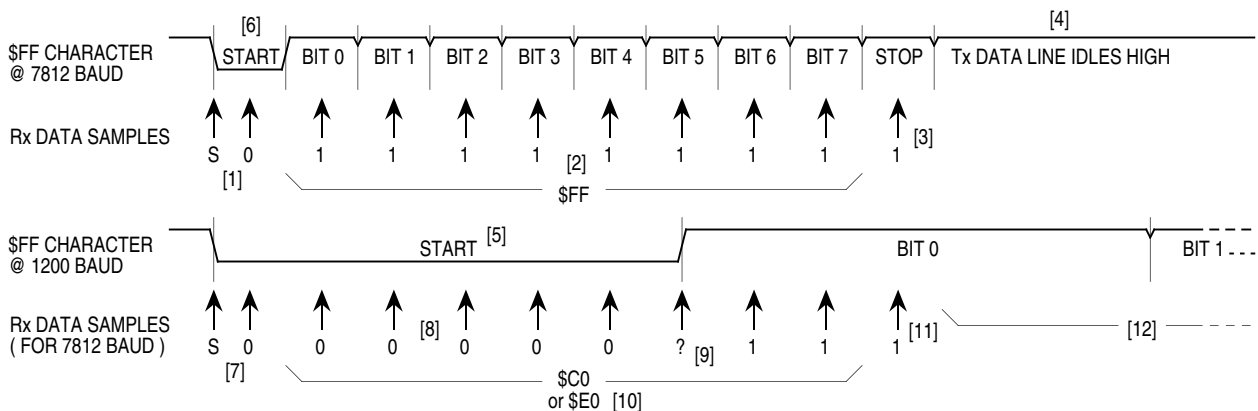 [6] [4]
$FF CHARACTER
@ 7812 BAUD
START BIT 0 BIT 1 BIT 2 BIT 3 BIT 4 BIT 5 BIT 6 BIT 7 STOP Tx DATA LINE IDLES HIGH
Rx DATA SAMPLES
S 0 1 1 1 1 1 1 1 1 1 [3]
[1] [2]
$FF
$FF CHARACTER
@ 1200 BAUD
START [5] BIT 0 BIT 1
Rx DATA SAMPLES
( FOR 7812 BAUD )
S 0 0 [8] 0 0 0 0 ? [9] 1 1 1 [11] [12]
[7]
$C0
or $E0 [10]